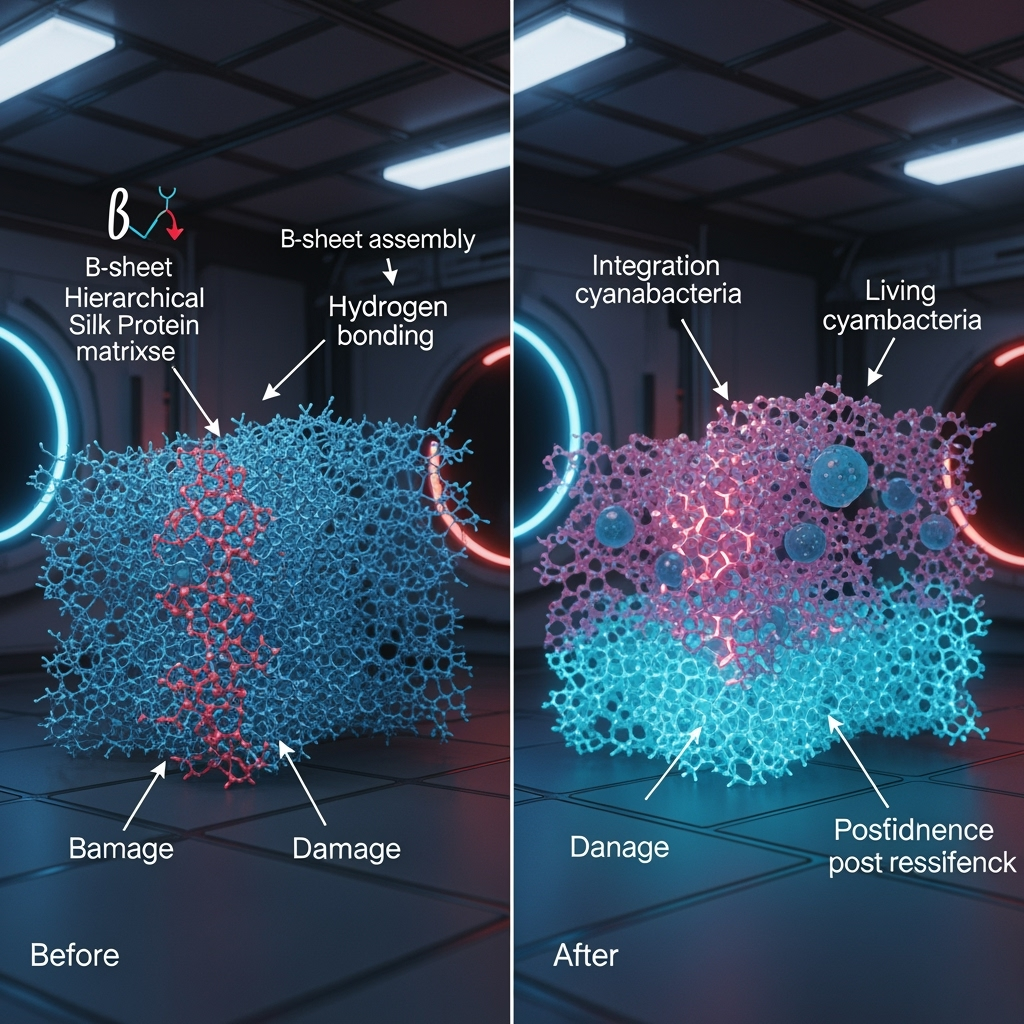 B
B-sheet
Hierarchical
Silk Protein
matrixse
B-sheet assembly
Hydrogen
bonding
Bamage
Damage
Before
Integration
cyanabacteria
Living
cyambacteria
Danage
Postidnence
post ressifenck
After